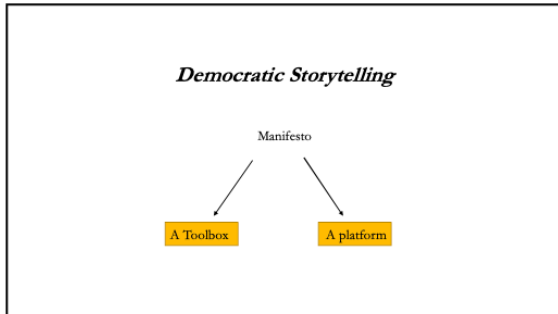 Democratic Storytelling
Manifesto
A Toolbox
A platform